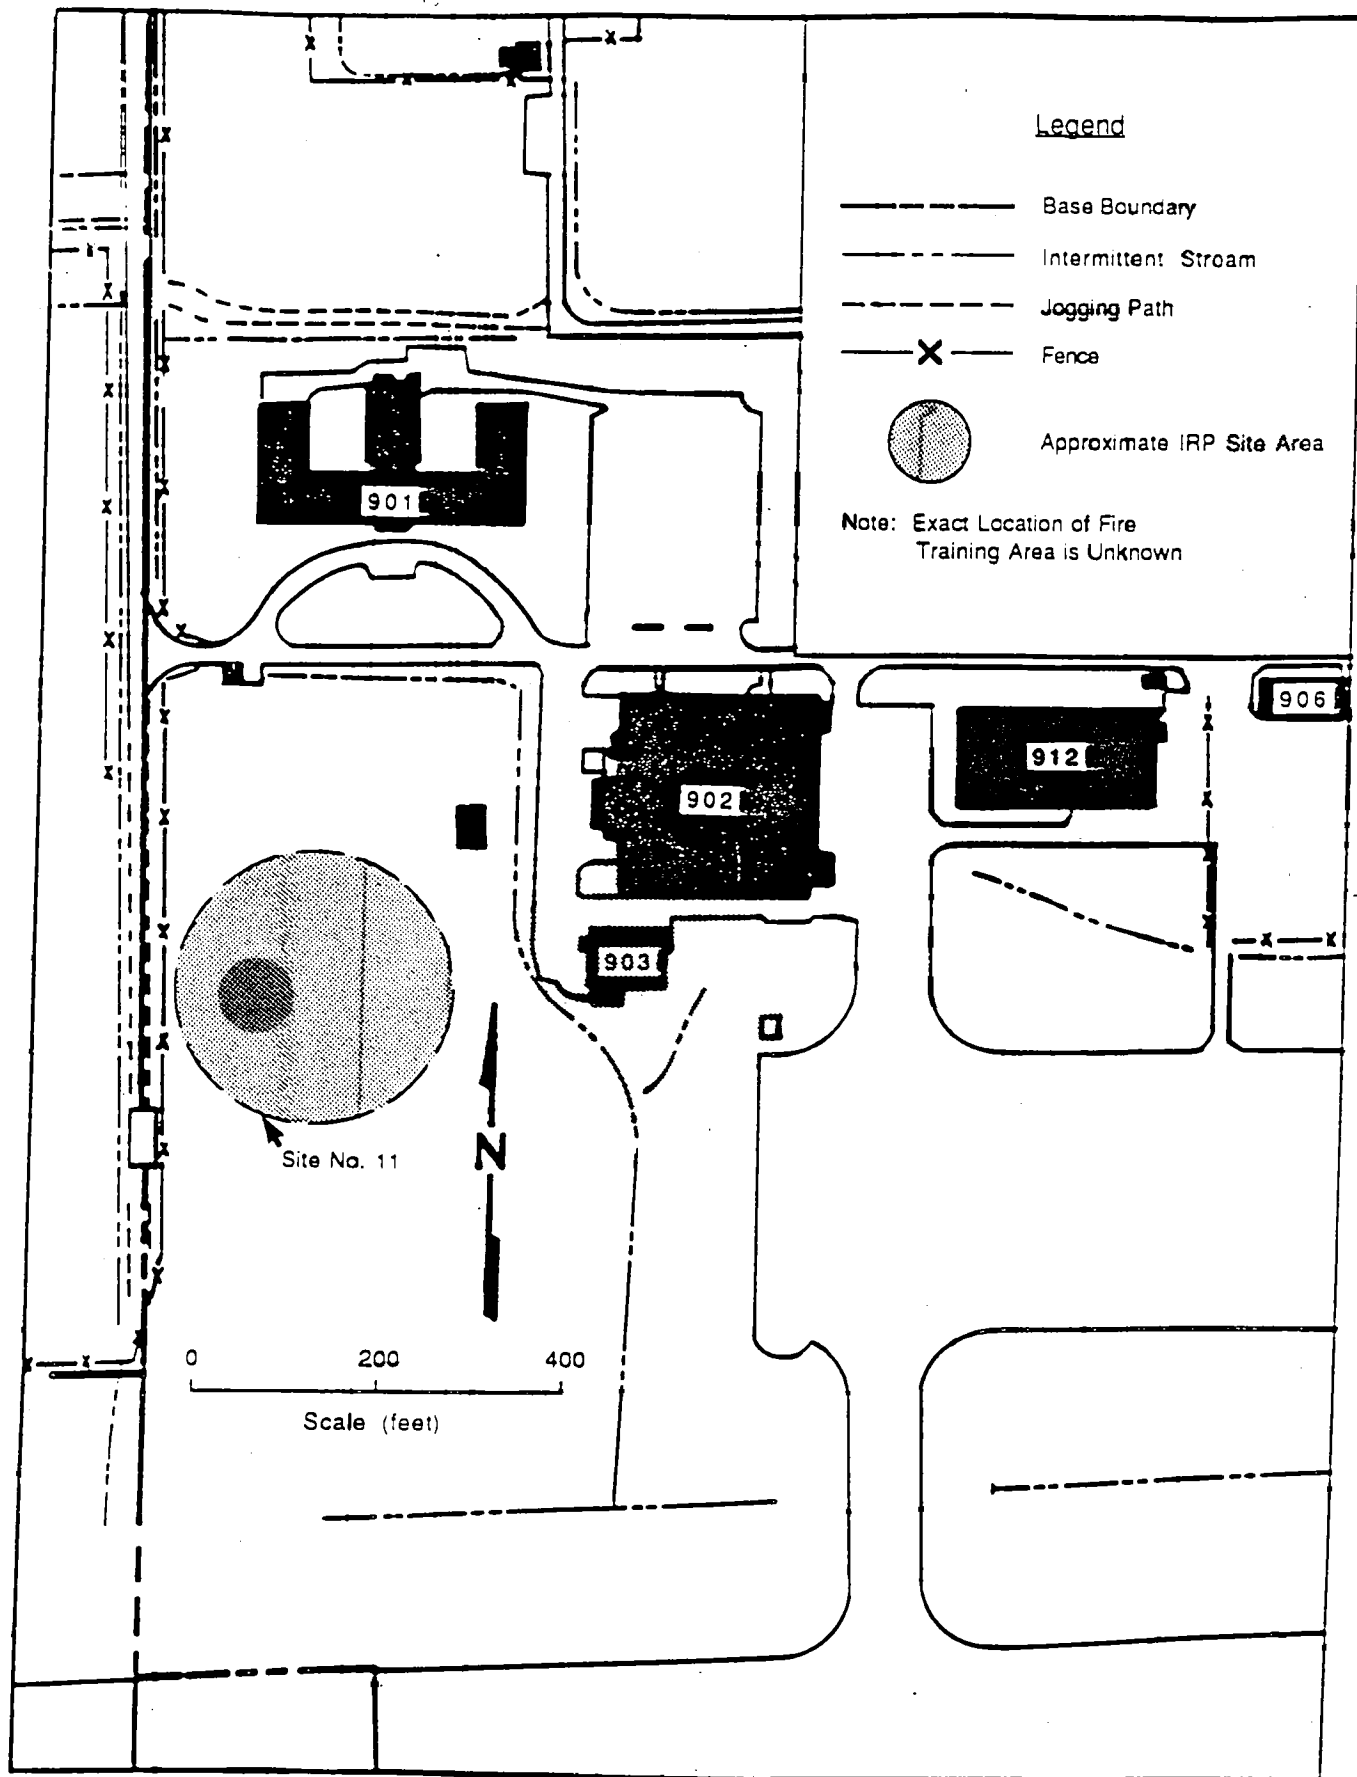 Legend
Base Boundary
Intermittent Stroam
Jogging Path
X Fence
Approximate IRP Site Area
Note: Exact Location of Fire
Training Area is Unknown
901
906
912
902
903
Site No. 11
N
0 200 400
Scale (feet)